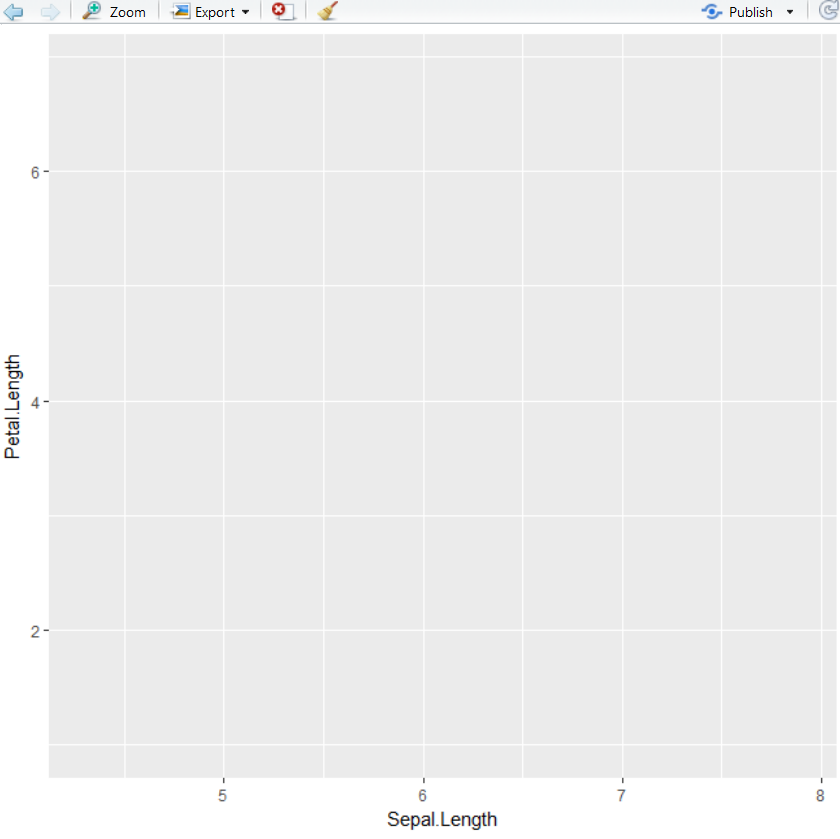 Zoom Export Publish
6
4
2
Petal.Length
5 6 7 8
Sepal.Length